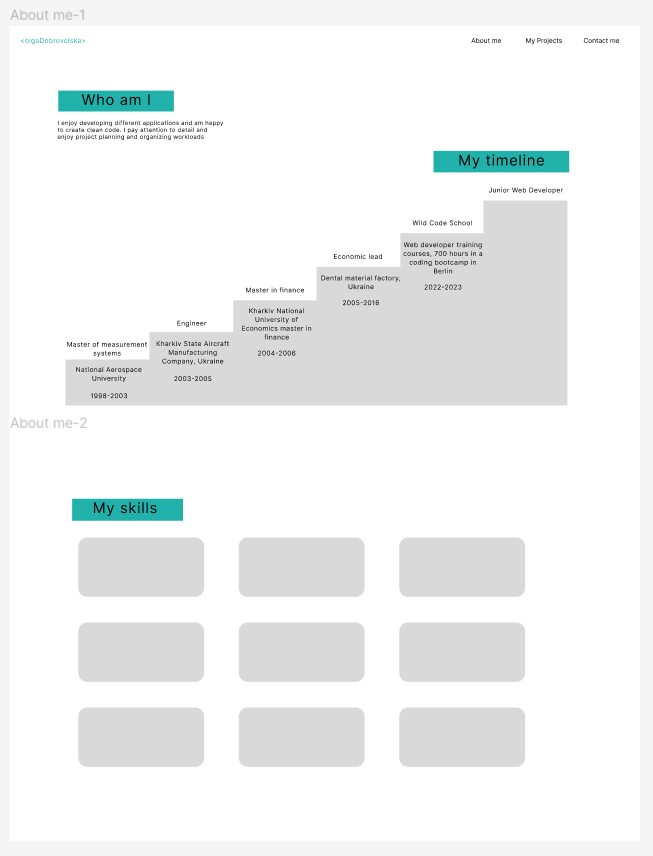 About me-1
<olgaDobrovolska>
About me
My Projects
Contact me
Who am I
I enjoy developing different applications and am happy
to create clean code. I pay attention to detail and
enjoy project planning and organizing workloads
My timeline
Junior Web Developer
Wild Code School
Web developer training
courses, 700 hours in a
coding bootcamp in
Berlin
2022-2023
Economic lead
Dental material factory,
Ukraine
2005-2016
Master in finance
Kharkiv National
University of
Economics master in
finance
2004-2006
Engineer
Kharkiv State Aircraft
Manufacturing
Company, Ukraine
2003-2005
Master of measurement
systems
National Aerospace
University
1998-2003
About me-2
My skills